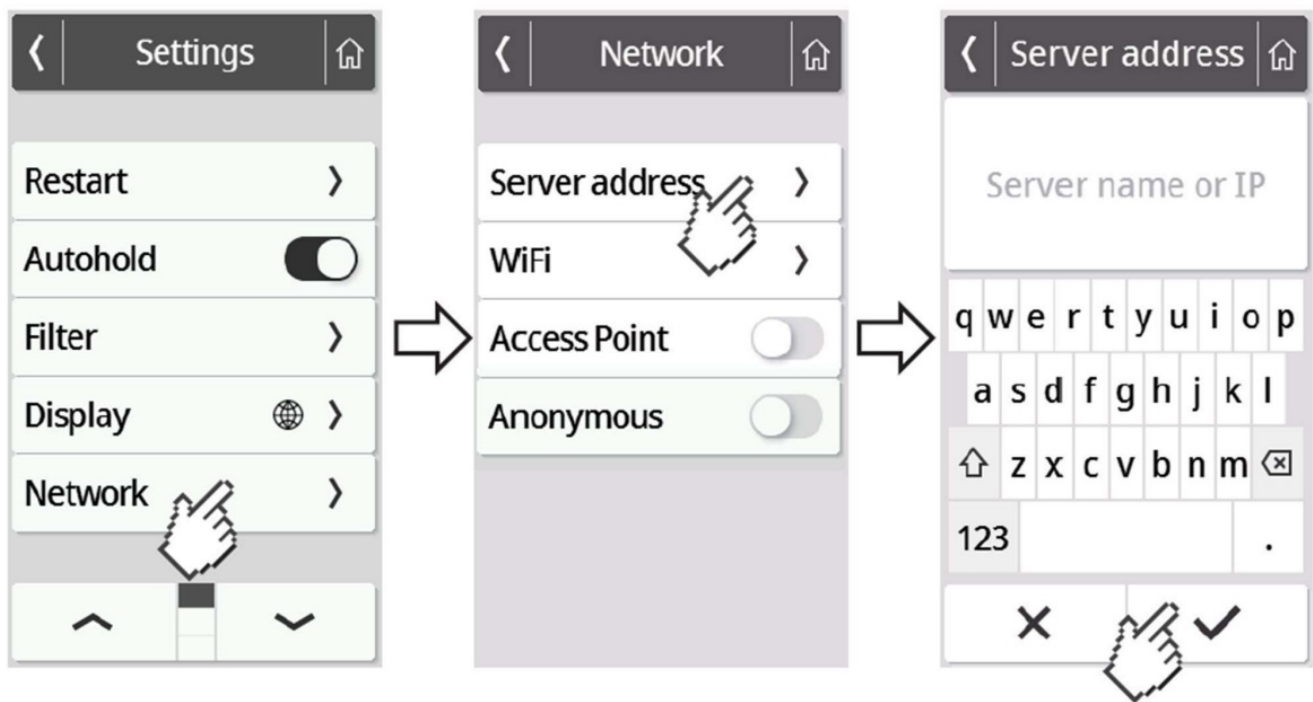 Settings
Restart
Autohold
Filter
Display
Network
Network
Server address
WiFi
Access Point
Anonymous
Server address
Server name or IP
q w e r t y u i o p
a s d f g h j k l
z x c v b n m
123 .